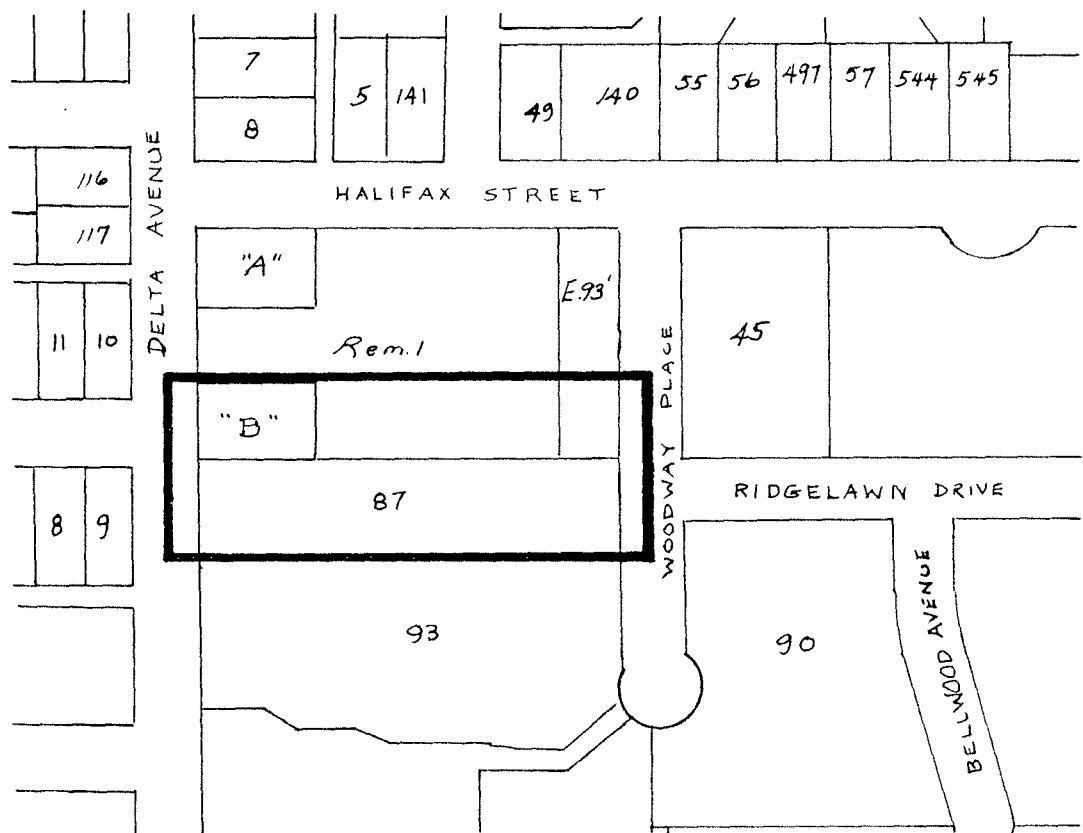 7
8
5
141
49
140
55
56
497
57
544
545
116
117
DELTA AVENUE
HALIFAX STREET
"A"
E.93'
11
10
Rem.1
WOODWAY PLACE
45
"B"
87
8
9
RIDGELAWN DRIVE
93
90
BELLWOOD AVENUE